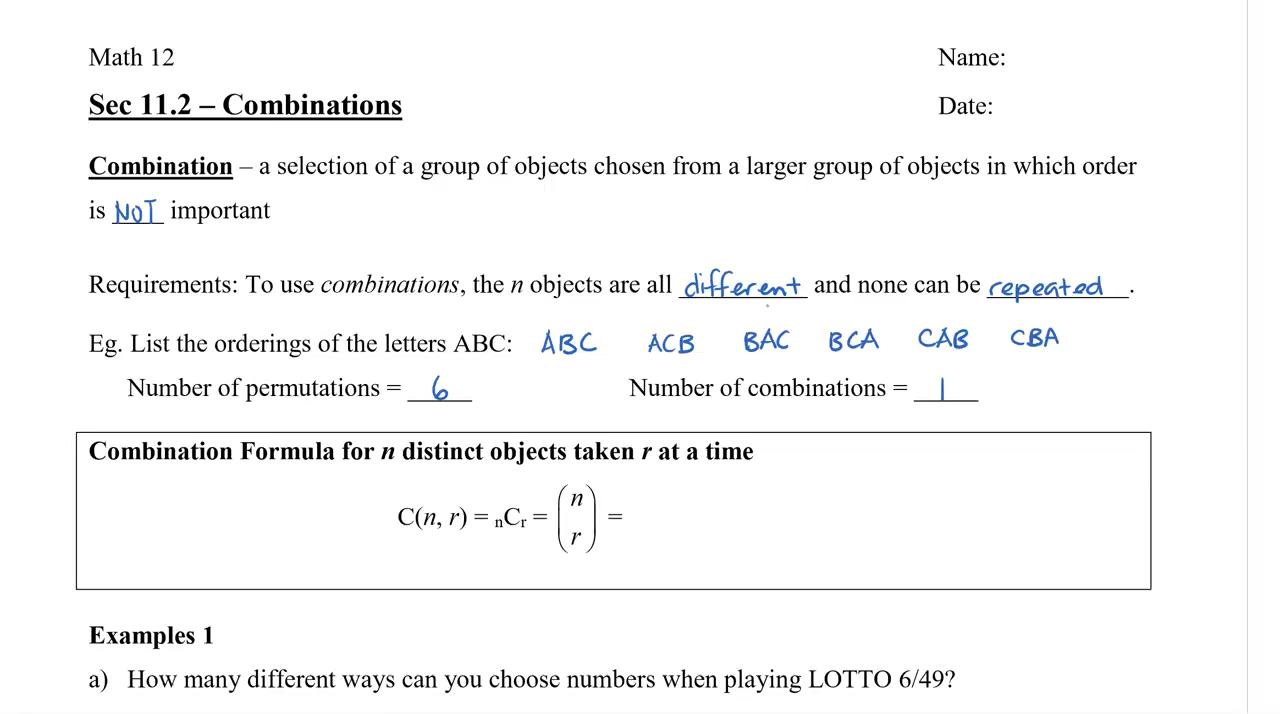 Math 12 Name:
Sec 11.2 – Combinations Date:
Combination – a selection of a group of objects chosen from a larger group of objects in which order
is NOT important
Requirements: To use combinations, the n objects are all different and none can be repeated.
Eg. List the orderings of the letters ABC: ABC ACB BAC BCA CAB CBA
Number of permutations = 6 Number of combinations = 1
Combination Formula for n distinct objects taken r at a time
C(n, r) = nCr = (n r) =
Examples 1
a) How many different ways can you choose numbers when playing LOTTO 6/49?